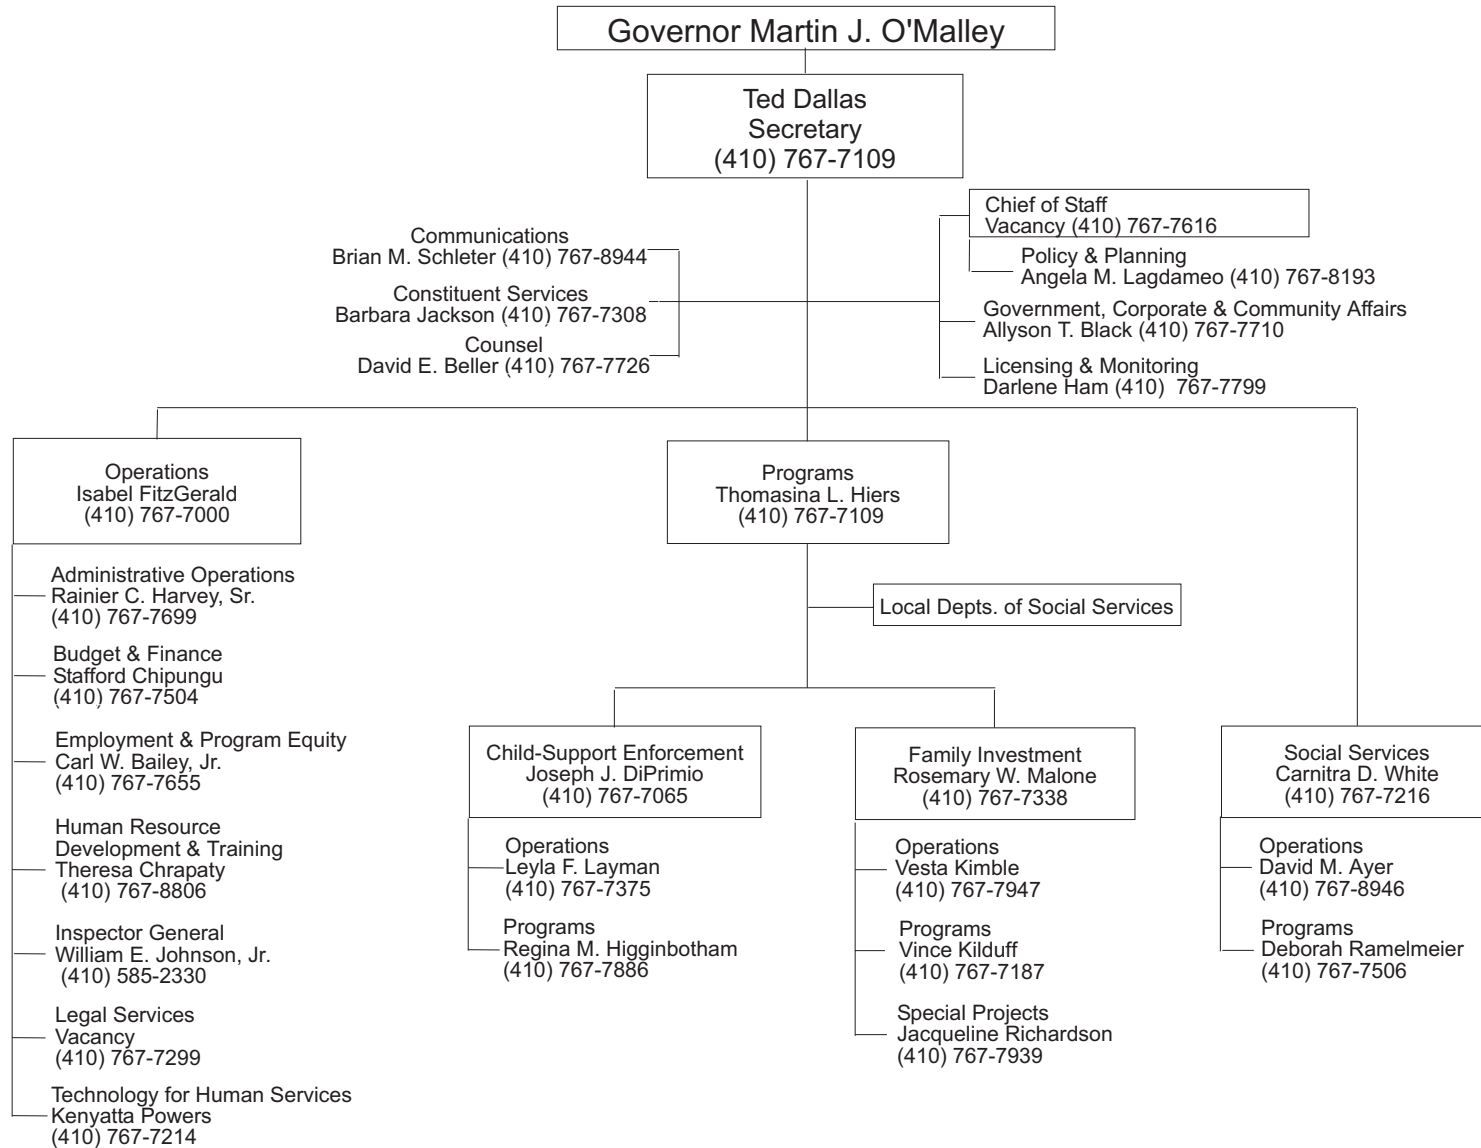 Governor Martin J. O'Malley
Ted Dallas
Secretary
(410) 767-7109
Communications
Brian M. Schleter (410) 767-8944
Constituent Services
Barbara Jackson (410) 767-7308
Counsel
David E. Beller (410) 767-7726
Chief of Staff
Vacancy (410) 767-7616
Policy & Planning
Angela M. Lagdameo (410) 767-8193
Government, Corporate & Community Affairs
Allyson T. Black (410) 767-7710
Licensing & Monitoring
Darlene Ham (410) 767-7799
Operations
Isabel FitzGerald
(410) 767-7000
Administrative Operations
Rainier C. Harvey, Sr.
(410) 767-7699
Budget & Finance
Stafford Chipungu
(410) 767-7504
Employment & Program Equity
Carl W. Bailey, Jr.
(410) 767-7655
Human Resource
Development & Training
Theresa Chrapaty
(410) 767-8806
Inspector General
William E. Johnson, Jr.
(410) 585-2330
Legal Services
Vacancy
(410) 767-7299
Technology for Human Services
Kenyatta Powers
(410) 767-7214
Programs
Thomasina L. Hiers
(410) 767-7109
Local Depts. of Social Services
Child-Support Enforcement
Joseph J. DiPrimio
(410) 767-7065
Operations
Leyla F. Layman
(410) 767-7375
Programs
Regina M. Higginbotham
(410) 767-7886
Family Investment
Rosemary W. Malone
(410) 767-7338
Operations
Vesta Kimble
(410) 767-7947
Programs
Vince Kilduff
(410) 767-7187
Special Projects
Jacqueline Richardson
(410) 767-7939
Social Services
Carnitra D. White
(410) 767-7216
Operations
David M. Ayer
(410) 767-8946
Programs
Deborah Ramelmeier
(410) 767-7506